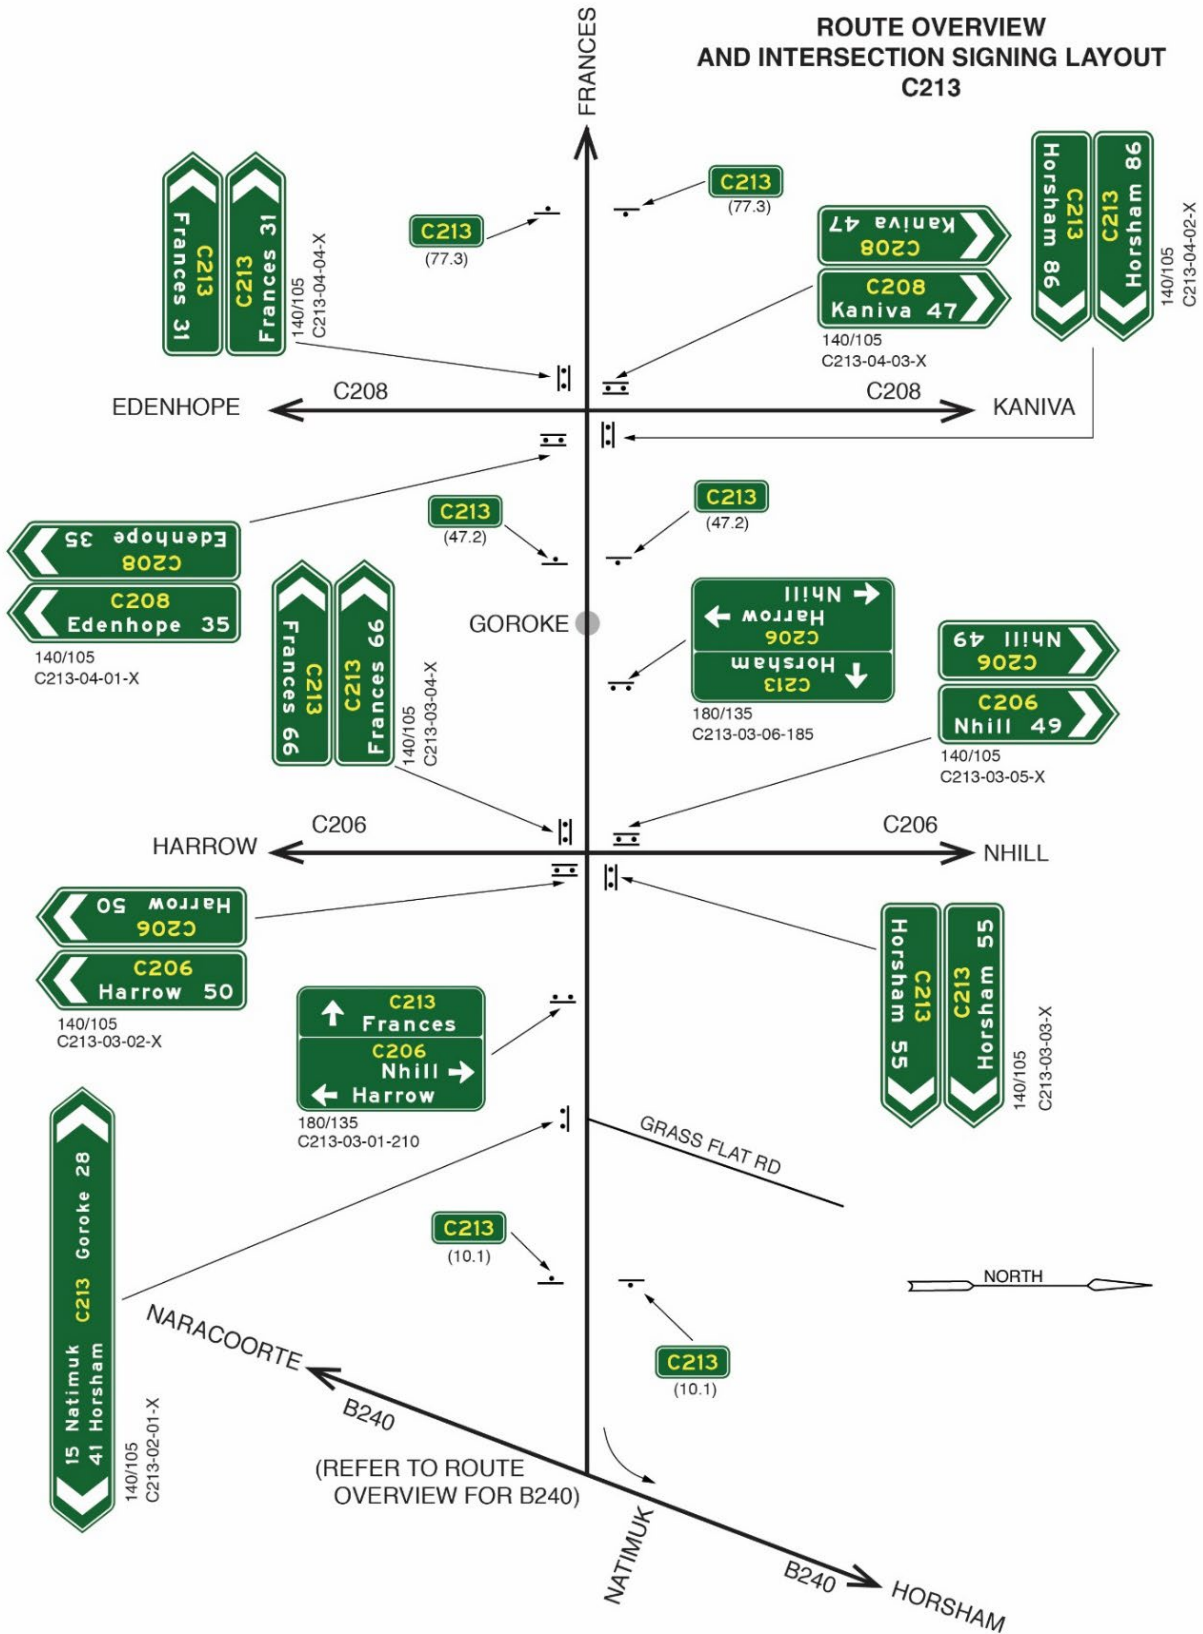 ROUTE OVERVIEW
AND INTERSECTION SIGNING LAYOUT
C213
FRANCES
C213
Frances 31
C213
Frances 31
140/105
C213-04-04-X
C213
(77.3)
C213
(77.3)
Kaniva 47
C208
C208
Kaniva 47
140/105
C213-04-03-X
Horsham 86
C213
C213
Horsham 86
140/105
C213-04-02-X
EDENHOPE
C208
C208
KANIVA
Edenhope 35
C208
C208
Edenhope 35
140/105
C213-04-01-X
C213
(47.2)
C213
(47.2)
GOROKE
Frances 66
C213
C213
Frances 66
140/105
C213-03-04-X
Nhill
Harrow
C206
Horsham
C213
180/135
C213-03-06-185
Nhill 49
C206
C206
Nhill 49
140/105
C213-03-05-X
HARROW
C206
C206
NHILL
Harrow 50
C206
C206
Harrow 50
140/105
C213-03-02-X
C213
Frances
C206
Nhill
Harrow
180/135
C213-03-01-210
Horsham 55
C213
C213
Horsham 55
140/105
C213-03-03-X
GRASS FLAT RD
15 Natimuk
41 Horsham
C213
Goroke 28
140/105
C213-02-01-X
C213
(10.1)
C213
(10.1)
NORTH
NARACOORTE
B240
(REFER TO ROUTE
OVERVIEW FOR B240)
NATIMUK
B240
HORSHAM